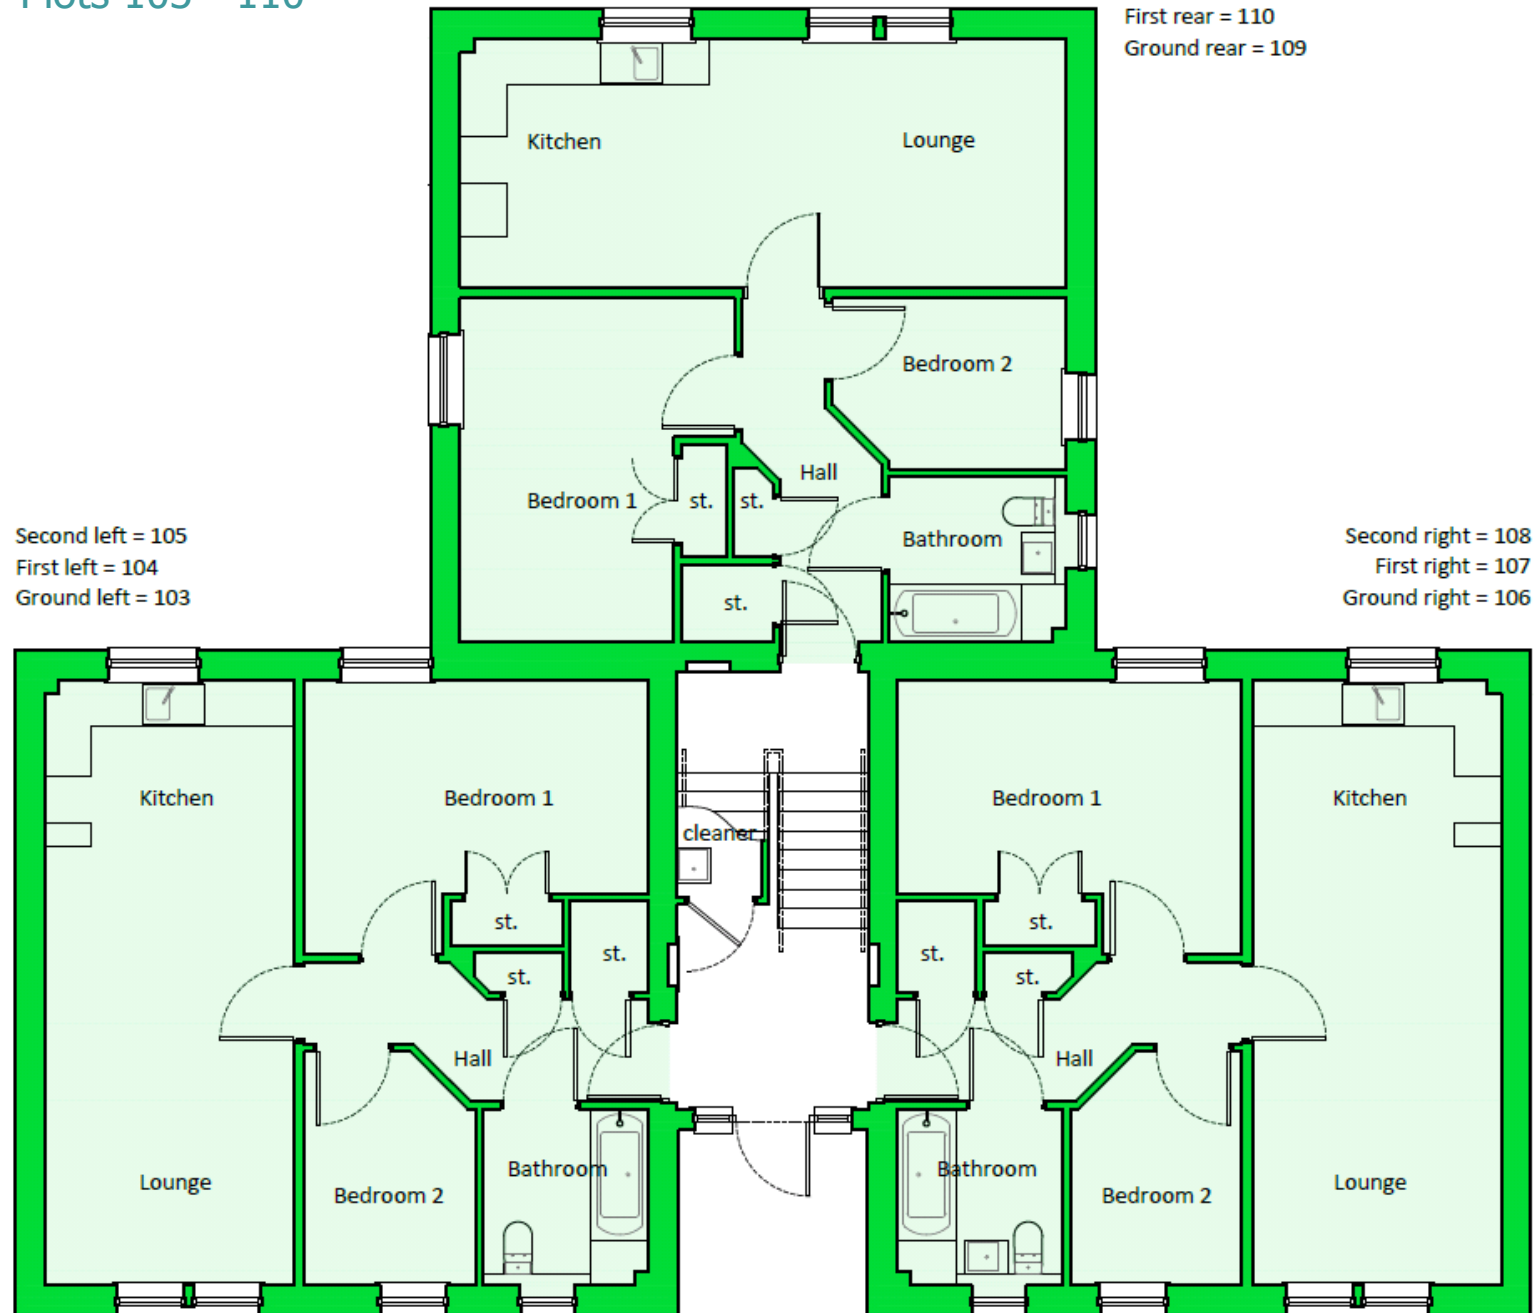 Plots 103 - 110
First rear = 110
Ground rear = 109
Kitchen
Lounge
Bedroom 2
Hall
Bedroom 1
st.
st.
Bathroom
st.
Second left = 105
First left = 104
Ground left = 103
Second right = 108
First right = 107
Ground right = 106
Kitchen
Bedroom 1
cleaner
Bedroom 1
Kitchen
st.
st.
st.
st.
st.
st.
Hall
Hall
Lounge
Bedroom 2
Bathroom
Bathroom
Bedroom 2
Lounge